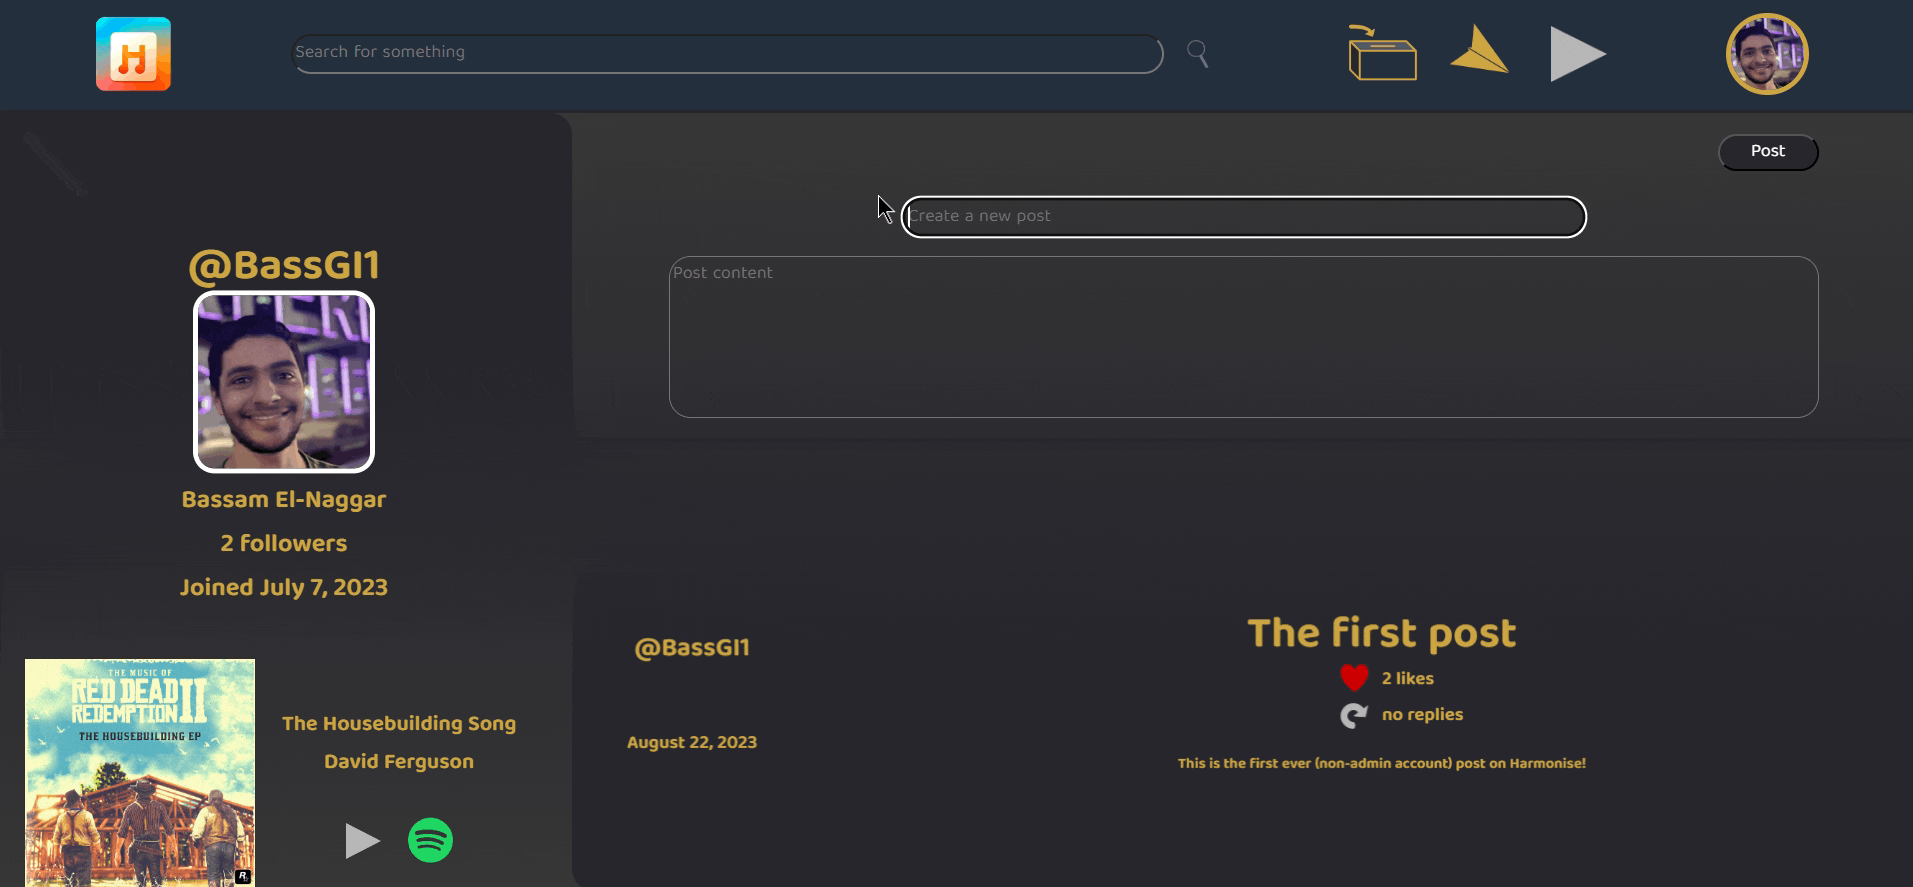 H
Search for something
Post
Create a new post
Post content
@BassGI1
Bassam El-Naggar
2 followers
Joined July 7, 2023
THE MUSIC OF
RED DEAD
REDEMPTION II
THE HOUSEBUILDING EP
The Housebuilding Song
David Ferguson
@BassGI1
August 22, 2023
The first post
2 likes
no replies
This is the first ever (non-admin account) post on Harmonise!